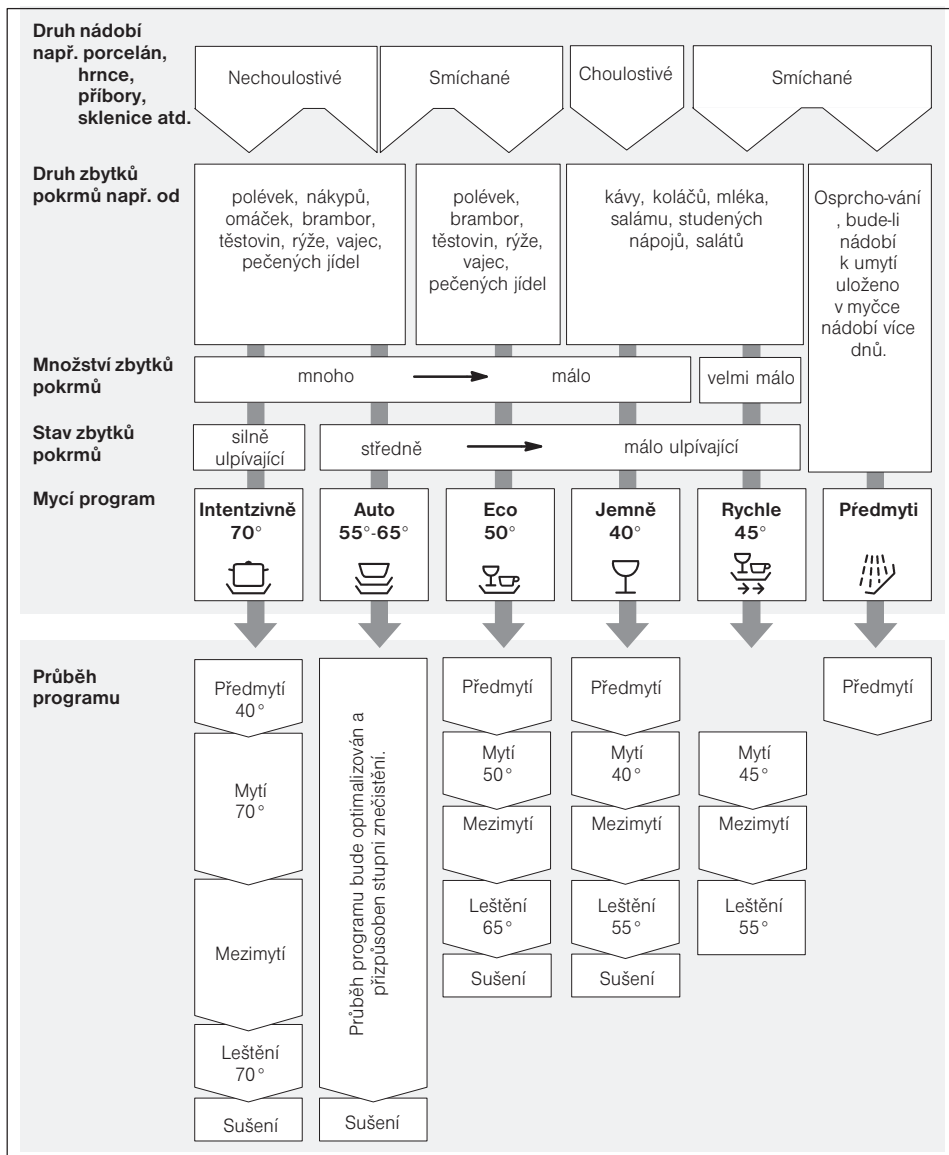 Druh nádobí
např. porcelán,
hrnce,
příbory,
sklenice atd.
Nechoulostivé
Smíchané
Choulostivé
Smíchané
Druh zbytků
pokrmů např. od
polévek, nákypů,
omáček, brambor,
těstovin, rýže, vajec,
pečených jídel
polévek,
brambor,
těstovin, rýže,
vajec,
pečených jídel
kávy, koláčů, mléka,
salámu, studených
nápojů, salátů
Osprcho-vání
, bude-li
nádobí
k umytí
uloženo
v myčce
nádobí více
dnů.
Množství zbytků
pokrmů
mnoho
málo
velmi málo
Stav zbytků
pokrmů
silně
ulpívající
středně
málo ulpívající
Mycí program
Intentzivně
70°
Auto
55°-65°
Eco
50°
Jemně
40°
Rychle
45°
Předmyti
Průběh
programu
Předmytí
40°
Mytí
70°
Mezimytí
Leštění
70°
Sušení
Průběh programu bude optimalizován a
přizpůsoben stupni znečistění.
Sušení
Předmytí
Mytí
50°
Mezimytí
Leštění
65°
Sušení
Předmytí
Mytí
40°
Mezimytí
Leštění
55°
Sušení
Mytí
45°
Mezimytí
Leštění
55°
Předmytí